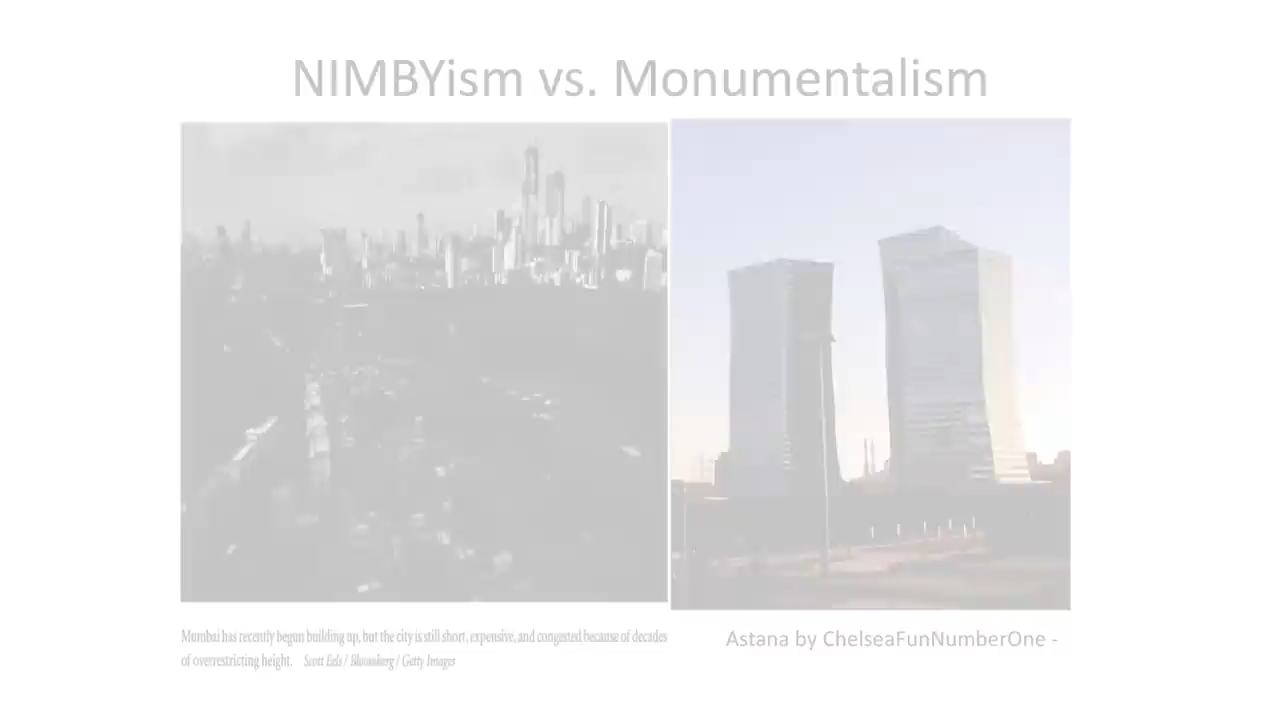 NIMBYism vs. Monumentalism
Mumbai has recently begun building up, but the city is still short, expensive, and congested because of decades
of overrestricting height. Scott Eels / Bloomberg / Getty Images
Astana by ChelseaFunNumberOne -